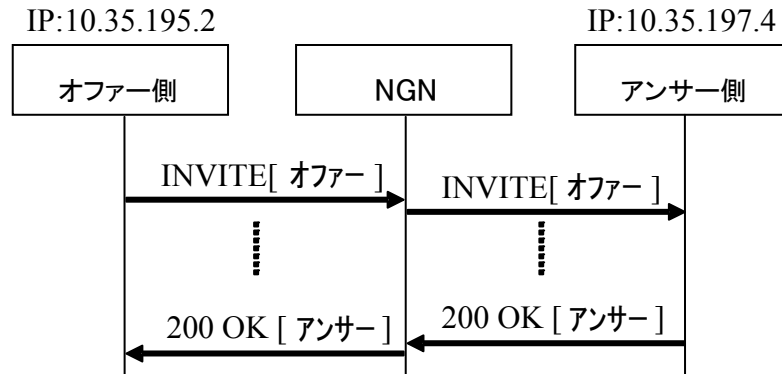 IP:10.35.195.2
IP:10.35.197.4
オファー側
NGN
アンサー側
INVITE[ オファー ]
INVITE[ オファー ]
200 OK [ アンサー ]
200 OK [ アンサー ]